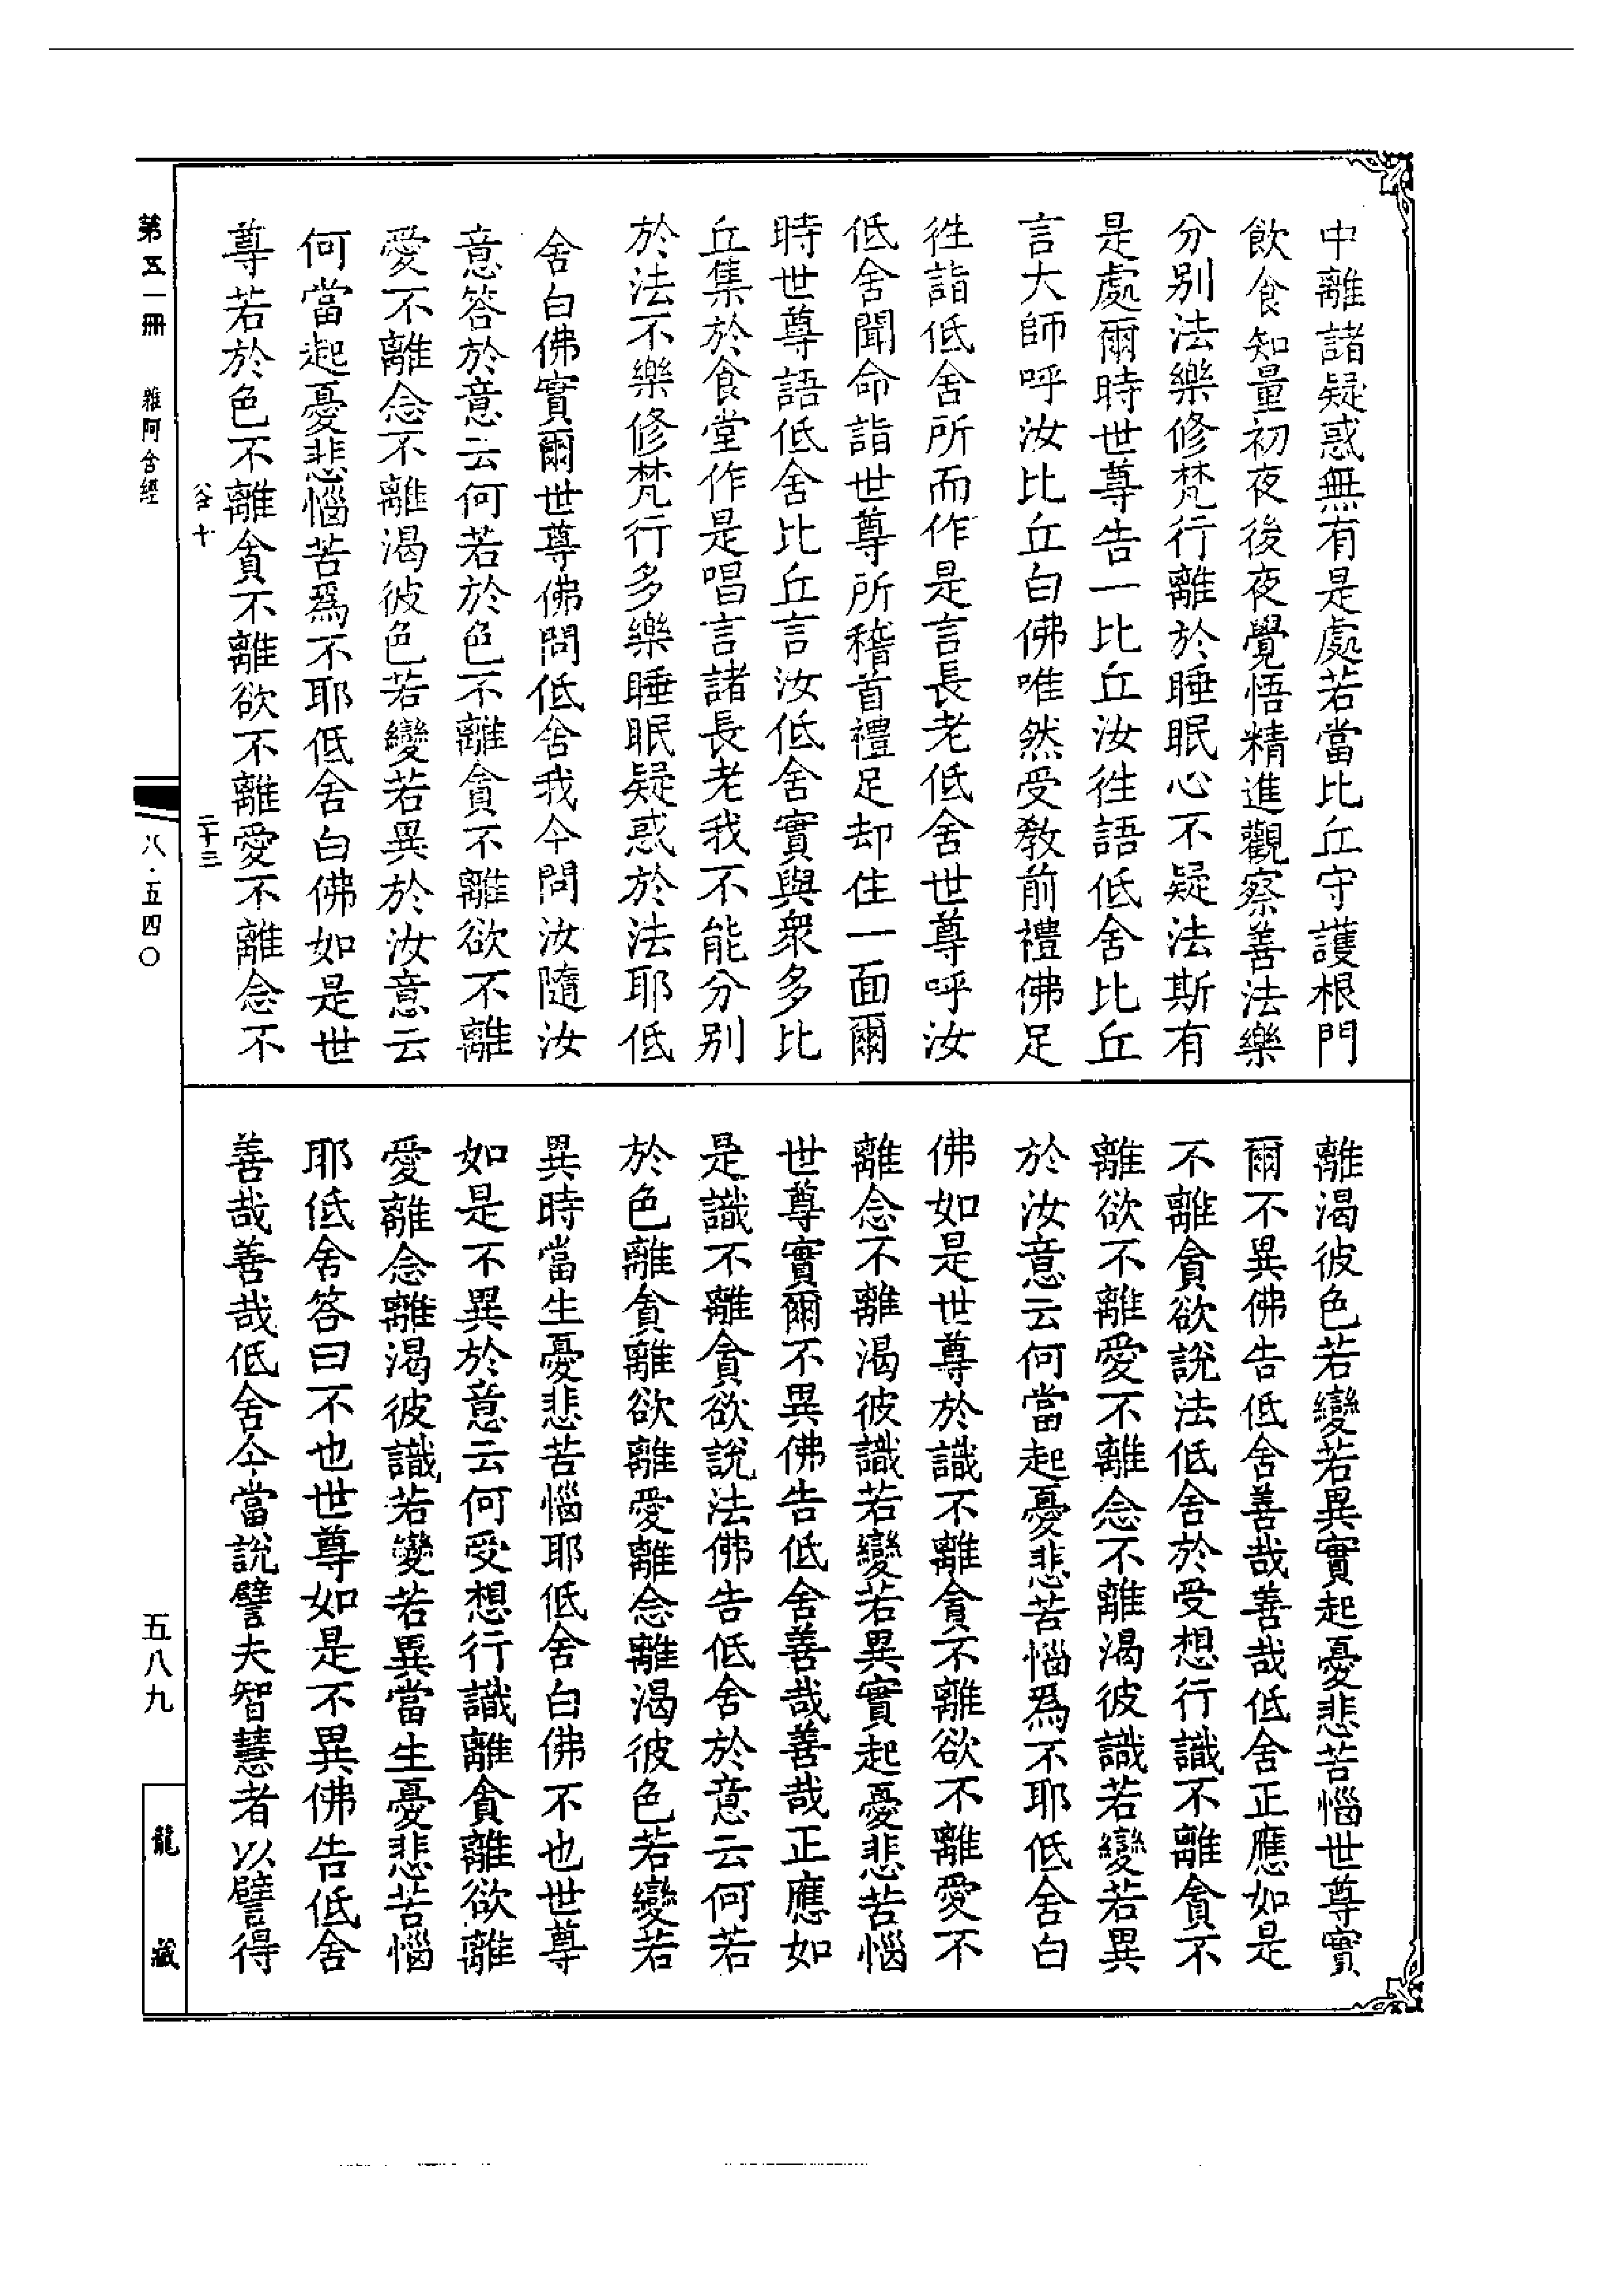 中離諸疑惑無有是處若當比丘守護根門
飲食知量初夜後夜覺悟精進觀察善法樂
分别法樂修梵行離於睡眠心不疑法斯有
是處爾時世尊告一比丘汝徃語低舍比丘
言大師呼汝比丘白佛唯然受教前禮佛足
徃詣低舍所而作是言長老低舍世尊呼汝
低舍聞命詣世尊所稽首禮足却住一面爾
時世尊語低舍比丘言汝低舍實與衆多比
丘集於食堂作是唱言諸長老我不能分别
於法不樂修梵行多樂睡眠疑惑於法耶低
舍白佛實爾世尊佛問低舍我今問汝隨汝
意答於意云何若於色不離貪不離欲不離
愛不離念不離渴彼色若變若異於汝意云
何當起憂悲惱苦爲不耶低舍白佛如是世
尊若於色不離貪不離欲不離愛不離念不
離渴彼色若變若異實起憂悲苦惱世尊實
爾不異佛告低舍善哉善哉低舍正應如是
不離貪欲說法低舍於受想行識不離貪不
離欲不離愛不離念不離渴彼識若變若異
於汝意云何當起憂悲苦惱爲不耶低舍白
佛如是世尊於識不離貪不離欲不離愛不
離念不離渴彼識若變若異實起憂悲苦惱
世尊實爾不異佛告低舍善哉善哉正應如
是識不離貪欲說法佛告低舍於意云何若
於色離貪離欲離愛離念離渴彼色若變若
異時當生憂悲苦惱耶低舍白佛不也世尊
如是不異於意云何受想行識離貪離欲離
愛離念離渴彼識若變若異當生憂悲苦惱
耶低舍答曰不也世尊如是不異佛告低舍
善哉善哉低舍今當說譬夫智慧者以譬得
谷十
二十三
第五一冊
雜阿含經
八·五四〇
五八九
龍藏